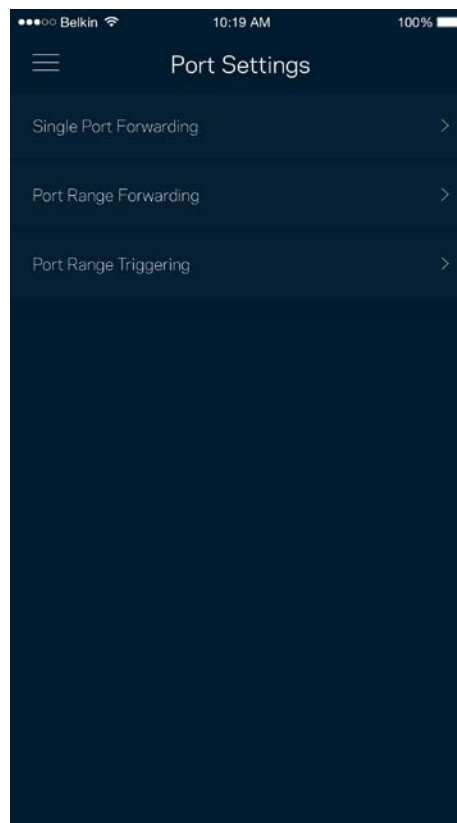 Belkin 10:19 AM 100%
Port Settings
Single Port Forwarding
Port Range Forwarding
Port Range Triggering